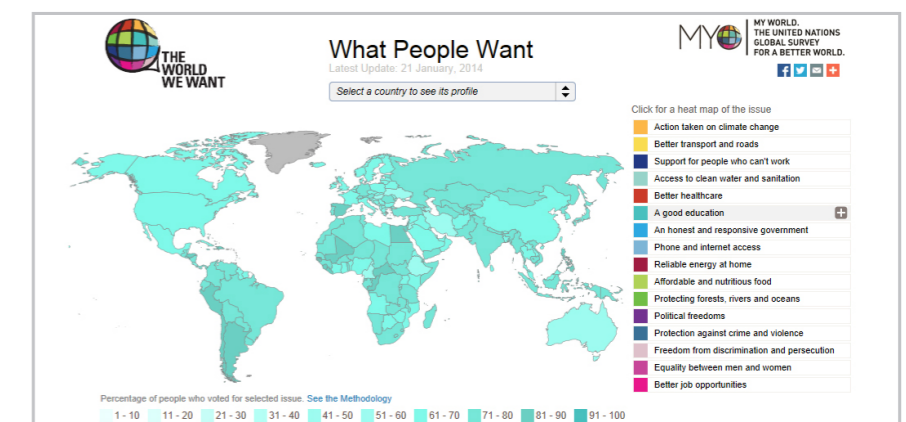 THE
WORLD
WE WANT
What People Want
Latest Update: 21 January, 2014
Select a country to see its profile
MY
MY WORLD.
THE UNITED NATIONS
GLOBAL SURVEY
FOR A BETTER WORLD.
Click for a heat map of the issue
Action taken on climate change
Better transport and roads
Support for people who can't work
Access to clean water and sanitation
Better healthcare
A good education
An honest and responsive government
Phone and internet access
Reliable energy at home
Affordable and nutritious food
Protecting forests, rivers and oceans
Political freedoms
Protection against crime and violence
Freedom from discrimination and persecution
Equality between men and women
Better job opportunities
Percentage of people who voted for selected issue. See the Methodology
1 - 10 11 - 20 21 - 30 31 - 40 41 - 50 51 - 60 61 - 70 71 - 80 81 - 90 91 - 100